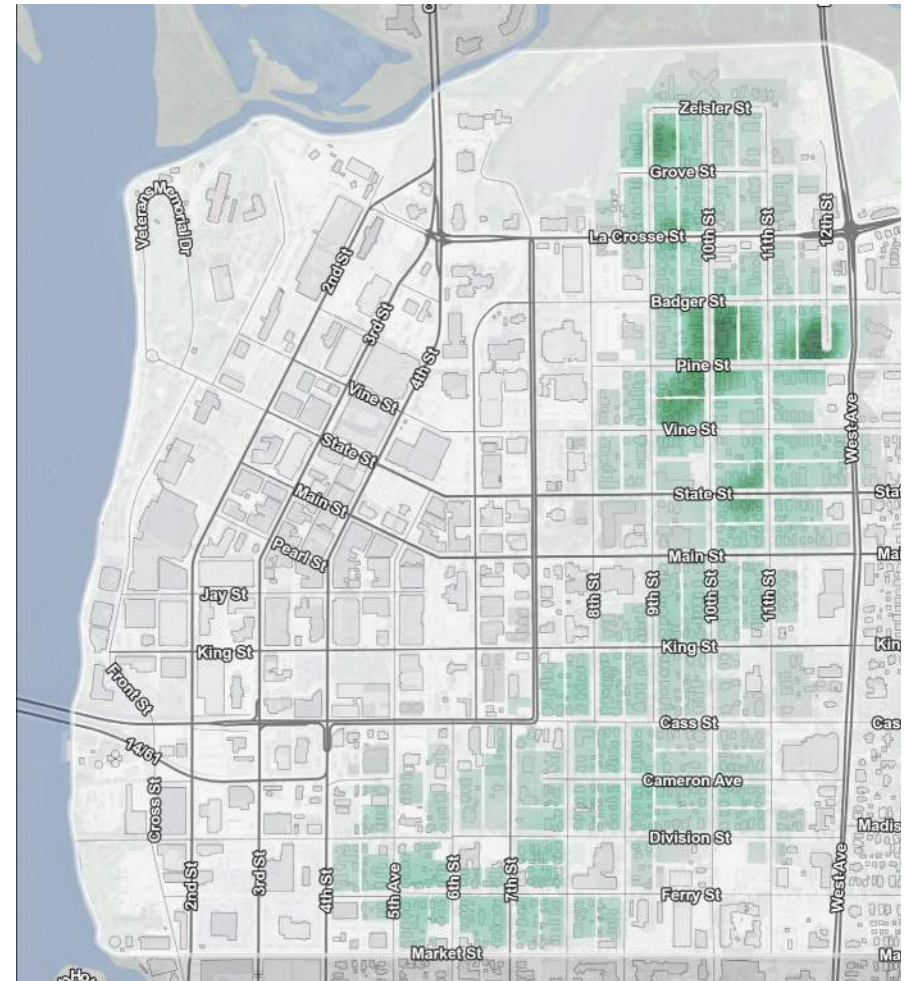 Zeisler St
Grove St
Veterans Memorial Dr
10th St
11th St
12th St
La Crosse St
2nd St
Badger St
3rd St
4th St
Pine St
Vine St
Vine St
West Ave
State St
State St
Main St
Pearl St
Main St
Jay St
8th St
9th St
10th St
11th St
King St
King St
Front St
Cass St
14/61
Cameron Ave
Cross St
Division St
2nd St
3rd St
4th St
5th Ave
6th St
7th St
West Ave
Ferry St
Market St